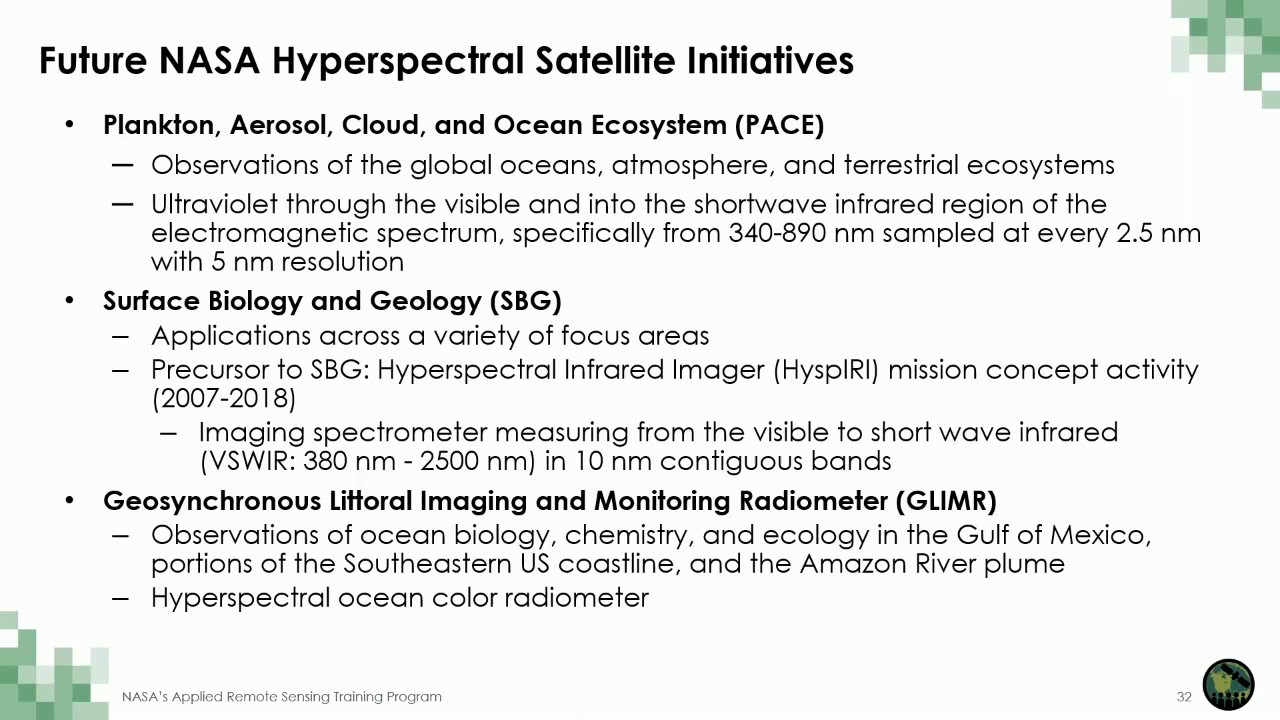 Future NASA Hyperspectral Satellite Initiatives
• Plankton, Aerosol, Cloud, and Ocean Ecosystem (PACE)
— Observations of the global oceans, atmosphere, and terrestrial ecosystems
— Ultraviolet through the visible and into the shortwave infrared region of the
electromagnetic spectrum, specifically from 340-890 nm sampled at every 2.5 nm
with 5 nm resolution
• Surface Biology and Geology (SBG)
– Applications across a variety of focus areas
– Precursor to SBG: Hyperspectral Infrared Imager (HyspIRI) mission concept activity
(2007-2018)
– Imaging spectrometer measuring from the visible to short wave infrared
(VSWIR: 380 nm - 2500 nm) in 10 nm contiguous bands
• Geosynchronous Littoral Imaging and Monitoring Radiometer (GLIMR)
– Observations of ocean biology, chemistry, and ecology in the Gulf of Mexico,
portions of the Southeastern US coastline, and the Amazon River plume
– Hyperspectral ocean color radiometer
NASA's Applied Remote Sensing Training Program
32